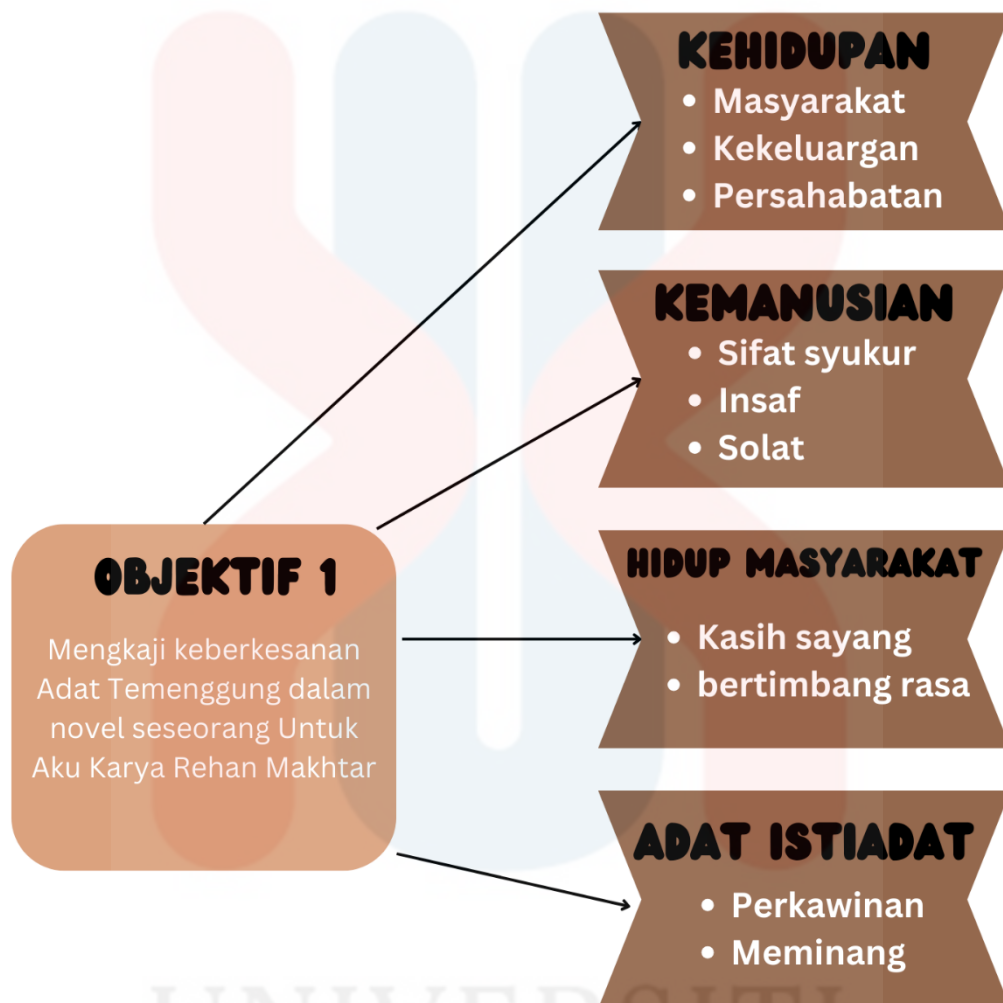 KEHIDUPAN
• Masyarakat
• Kekeluargan
• Persahabatan
KEMANUSIAN
• Sifat syukur
• Insaf
• Solat
OBJEKTIF 1
Mengkaji keberkesanan
Adat Temenggung dalam
novel seseorang Untuk
Aku Karya Rehan Makhtar
HIDUP MASYARAKAT
• Kasih sayang
• bertimbang rasa
ADAT ISTIADAT
• Perkawinan
• Meminang
UNIVERSITI